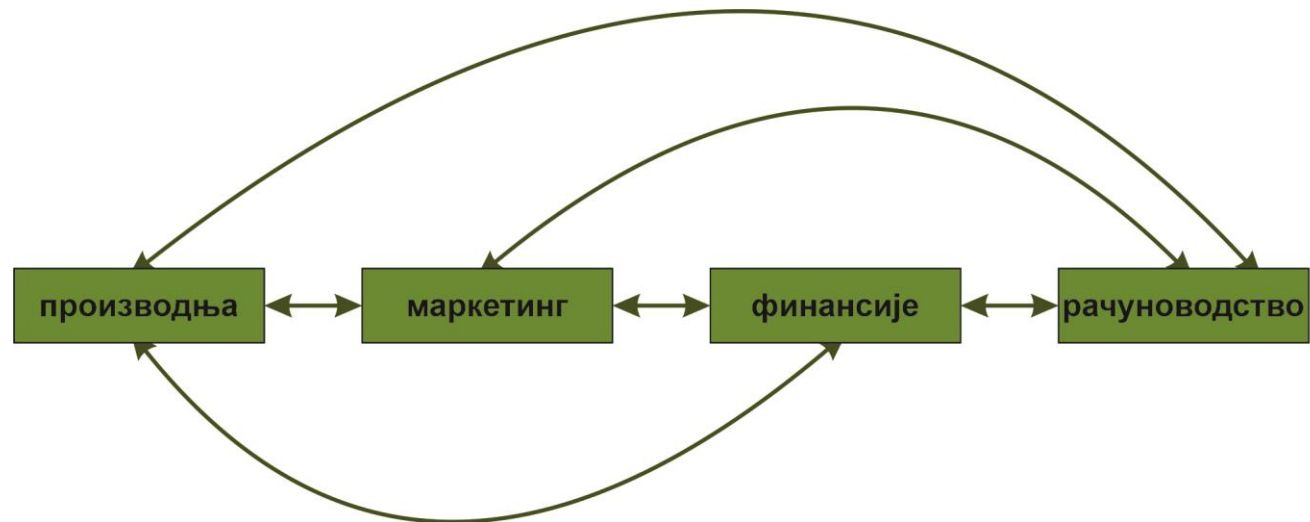 производња
маркетинг
финансије
рачуноводство